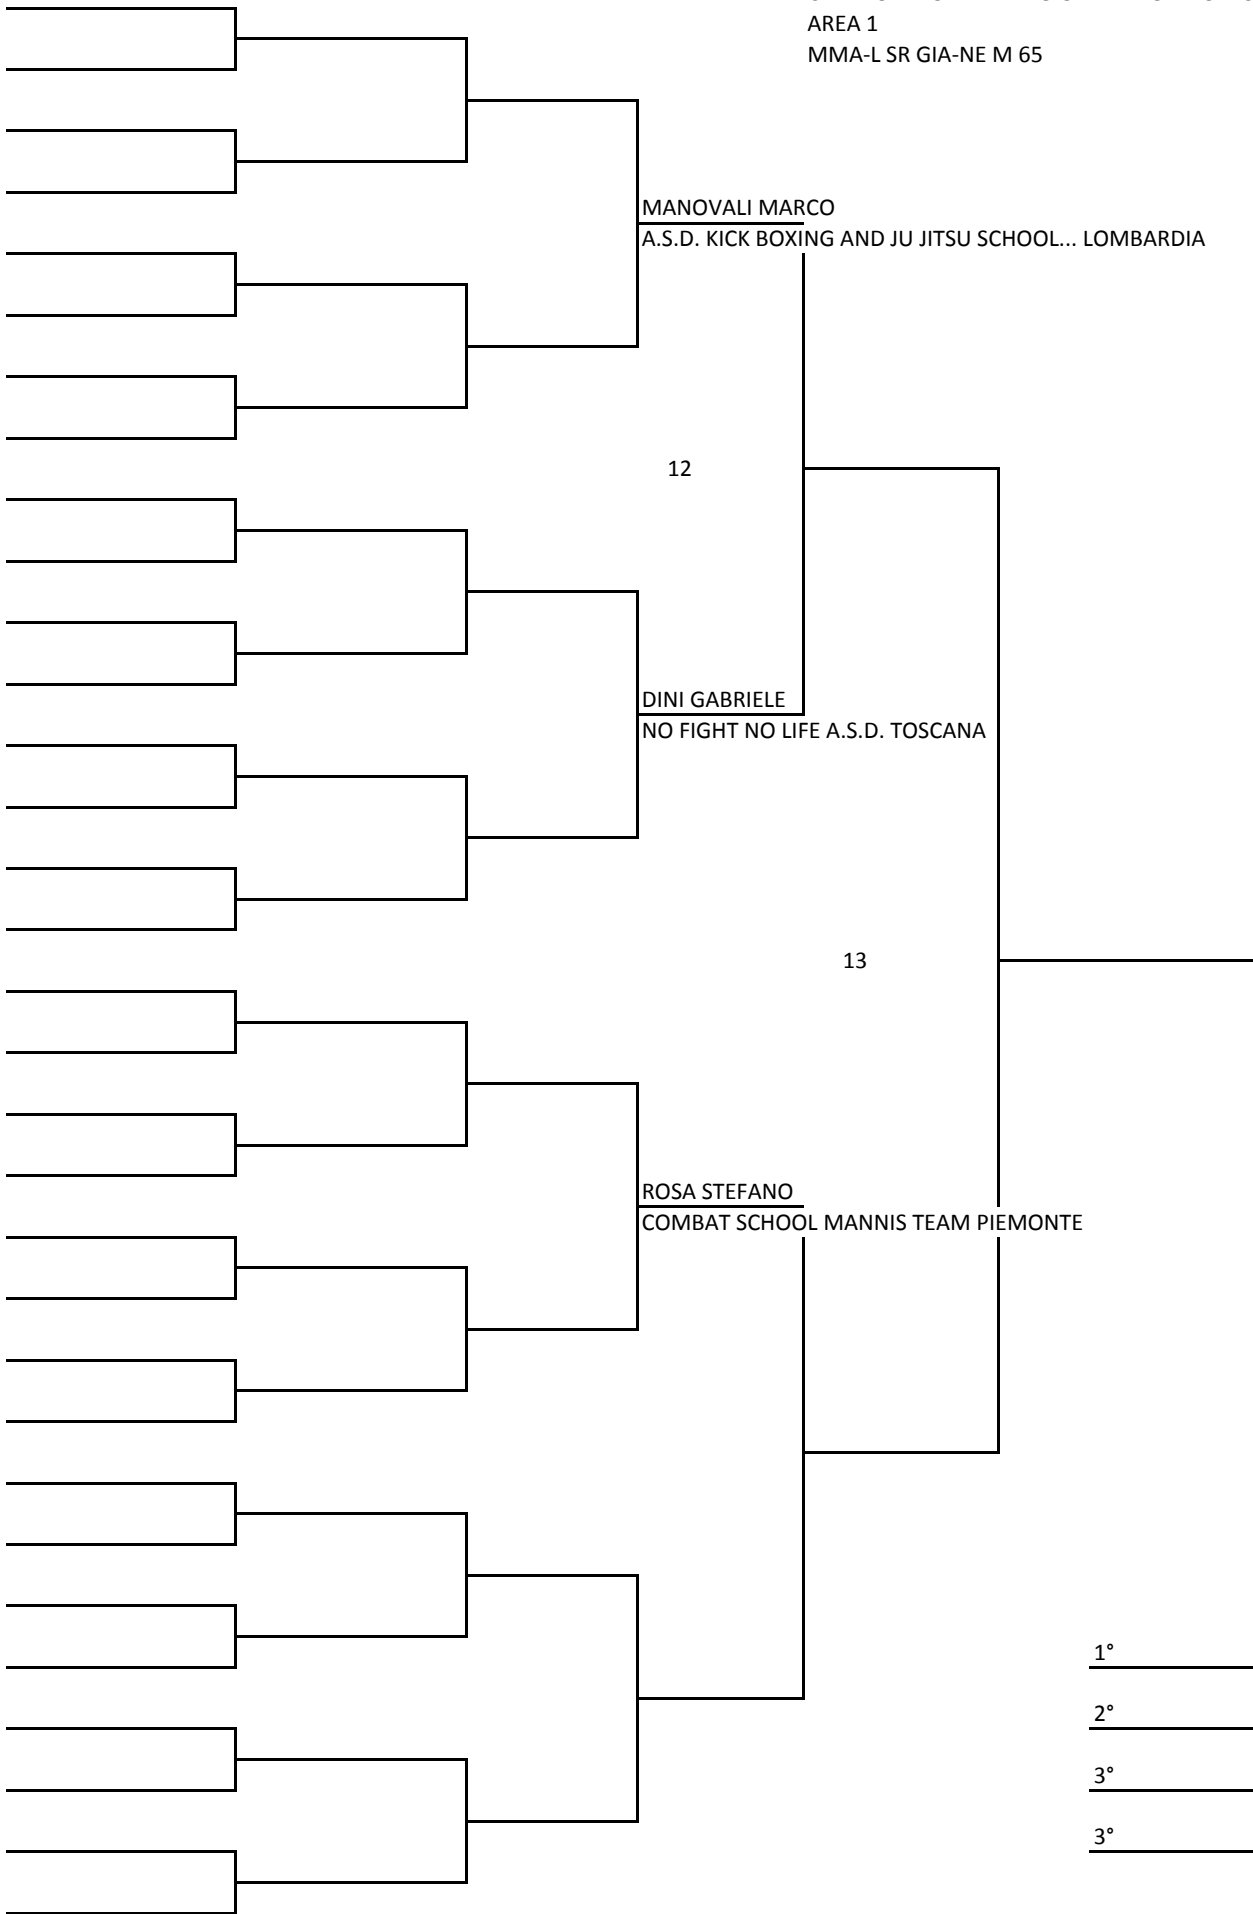 AREA 1
MMA-L SR GIA-NE M 65
MANOVALI MARCO
A.S.D. KICK BOXING AND JU JITSU SCHOOL... LOMBARDIA
12
DINI GABRIELE
NO FIGHT NO LIFE A.S.D. TOSCANA
13
ROSA STEFANO
COMBAT SCHOOL MANNIS TEAM PIEMONTE
1°
2°
3°
3°